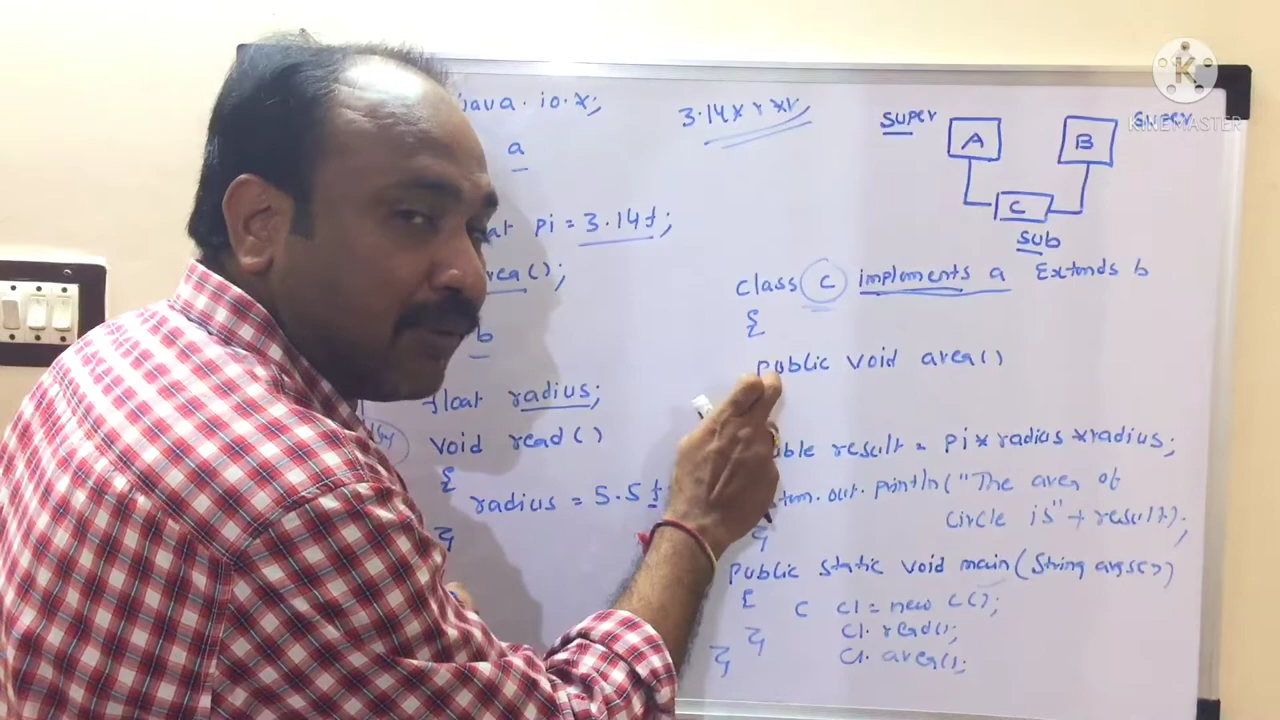 java.io.*;
a
pi = 3.14f;
area();
b
float radius;
void read()
{
radius = 5.5f
}
3.14 x r x r
super
A
super
B
C
sub
class c implements a Extends b
{
public void area()
result = pi * radius * radius;
out.println("The area of
circle is" + result);
}
public static void main(String args[])
{
C C1 = new C();
C1.read();
C1.area();
}
}
K
KINEMASTER